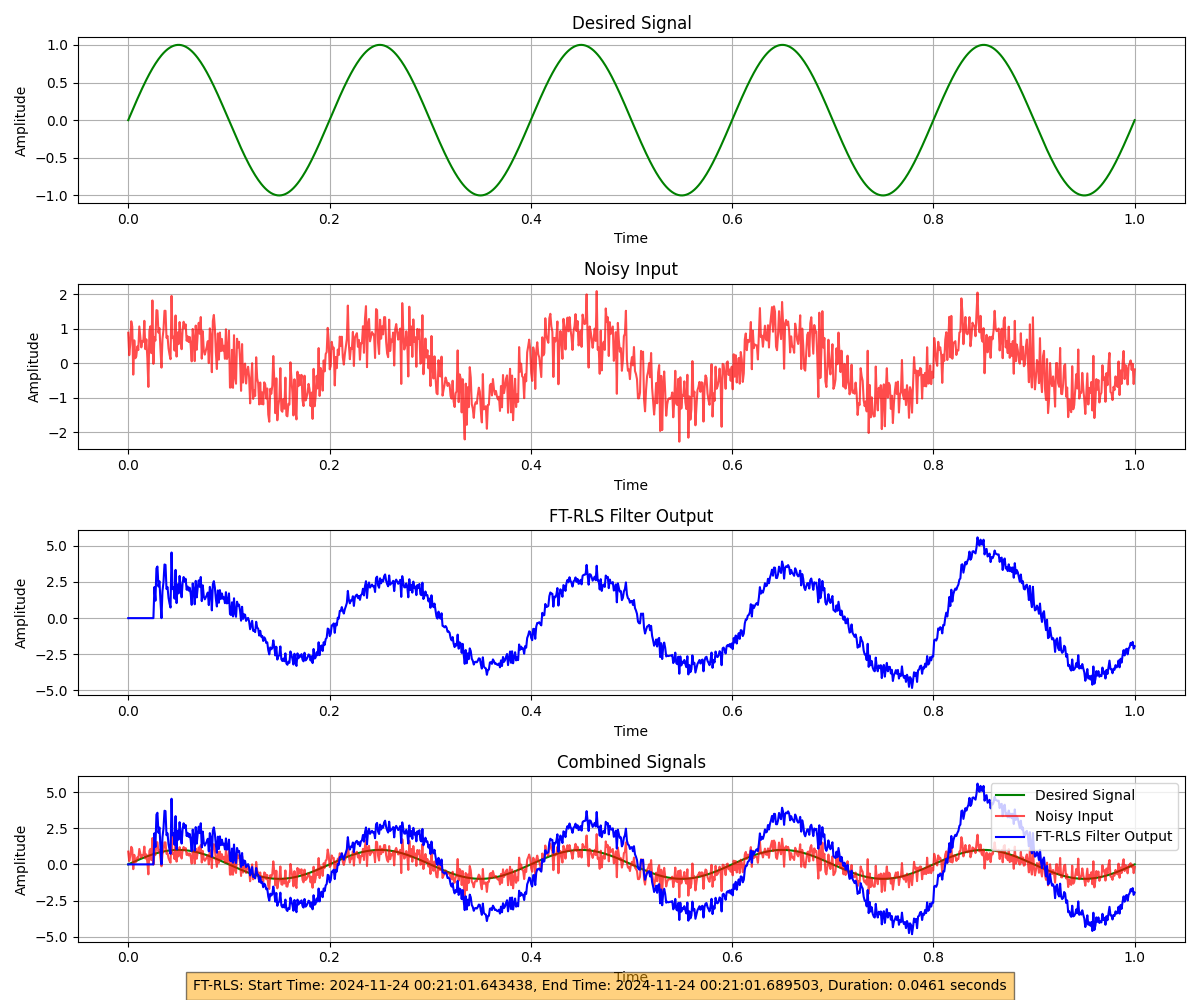 Desired Signal
1.0
0.5
0.0
−0.5
−1.0
Amplitude
0.0 0.2 0.4 0.6 0.8 1.0
Time
Noisy Input
2
1
0
−1
−2
Amplitude
0.0 0.2 0.4 0.6 0.8 1.0
Time
FT-RLS Filter Output
5.0
2.5
0.0
−2.5
−5.0
Amplitude
0.0 0.2 0.4 0.6 0.8 1.0
Time
Combined Signals
5.0
2.5
0.0
−2.5
−5.0
Amplitude
Desired Signal
Noisy Input
FT-RLS Filter Output
0.0 0.2 0.4 0.6 0.8 1.0
Time
FT-RLS: Start Time: 2024-11-24 00:21:01.643438, End Time: 2024-11-24 00:21:01.689503, Duration: 0.0461 seconds